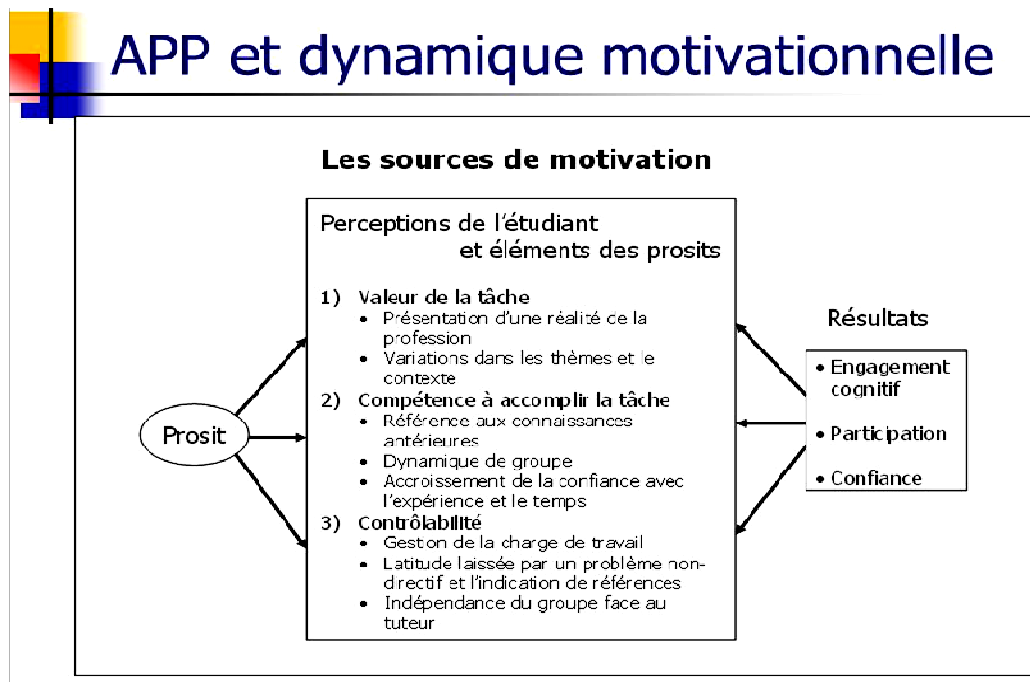 APP et dynamique motivationnelle
Les sources de motivation
Perceptions de l'étudiant
et éléments des prosits
1) Valeur de la tâche
• Présentation d'une réalité de la
profession
• Variations dans les thèmes et le
contexte
2) Compétence à accomplir la tâche
• Référence aux connaissances
antérieures
• Dynamique de groupe
• Accroissement de la confiance avec
l'expérience et le temps
3) Contrôlabilité
• Gestion de la charge de travail
• Latitude laissée par un problème non-
directif et l'indication de références
• Indépendance du groupe face au
tuteur
Prosit
Résultats
• Engagement
cognitif
• Participation
• Confiance